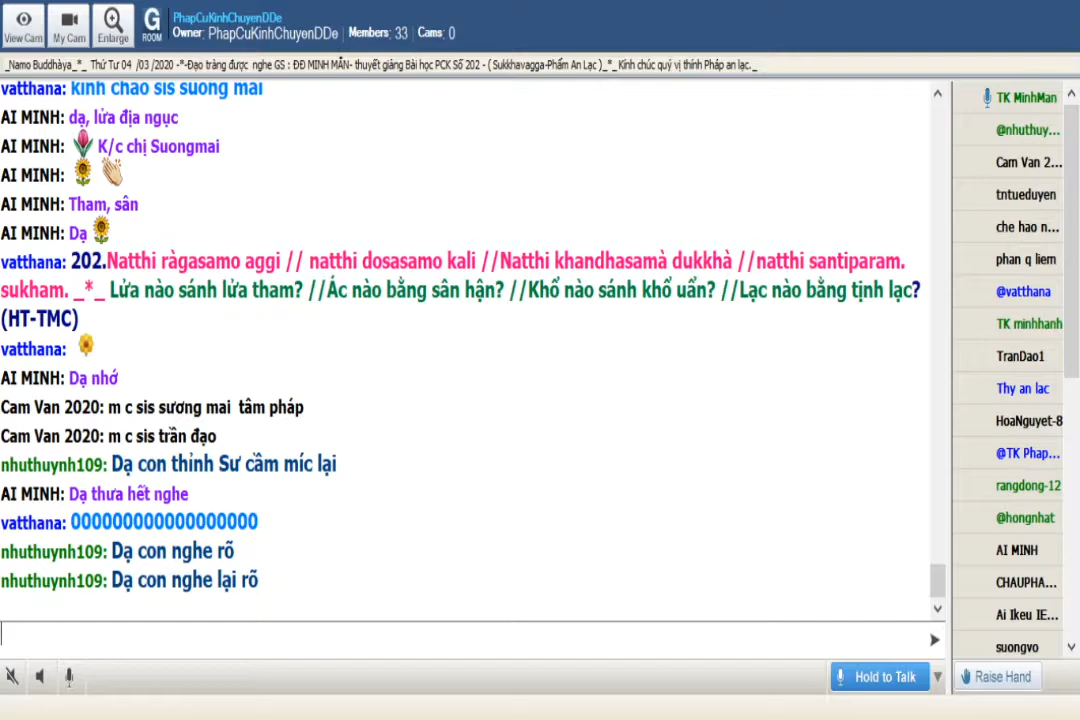 View Cam
My Cam
Enlarge
G ROOM
PhapCuKinhChuyenDDe
Owner: PhapCuKinhChuyenDDe Members: 33 Cams: 0
_Namo Buddhàya_*_ Thứ Tư 04 /03 /2020 -*-Đạo tràng được nghe GS : ĐĐ MINH MẪN- thuyết giảng Bài học PCK Số 202 - ( Sukkhavagga-Phẩm An Lạc )_*_Kính chúc quý vị thính Pháp an lạc._
vatthana: kính chào sis suong mai
AI MINH: dạ, lửa địa ngục
AI MINH: K/c chị Suongmai
AI MINH:
AI MINH: Tham, sân
AI MINH: Dạ
vatthana: 202.Natthi ràgasamo aggi // natthi dosasamo kali //Natthi khandhasamà dukkhà //natthi santiparam.
sukham. _*_ Lửa nào sánh lửa tham? //Ác nào bằng sân hận? //Khổ nào sánh khổ uẩn? //Lạc nào bằng tịnh lạc?
(HT-TMC)
vatthana:
AI MINH: Dạ nhớ
Cam Van 2020: m c sis sương mai tâm pháp
Cam Van 2020: m c sis trần đạo
nhuthuynh109: Dạ con thỉnh Sư cầm míc lại
AI MINH: Dạ thưa hết nghe
vatthana: 000000000000000000
nhuthuynh109: Dạ con nghe rõ
nhuthuynh109: Dạ con nghe lại rõ
Hold to Talk
TK MinhMan
@nhuthuy...
Cam Van 2...
tntueduyen
che hao n...
phan q liem
@vatthana
TK minhhanh
TranDao1
Thy an lac
HoaNguyet-8
@TK Phap...
rangdong-12
@hongnhat
AI MINH
CHAUPHA...
Ai Ikeu IE...
suongvo
Raise Hand